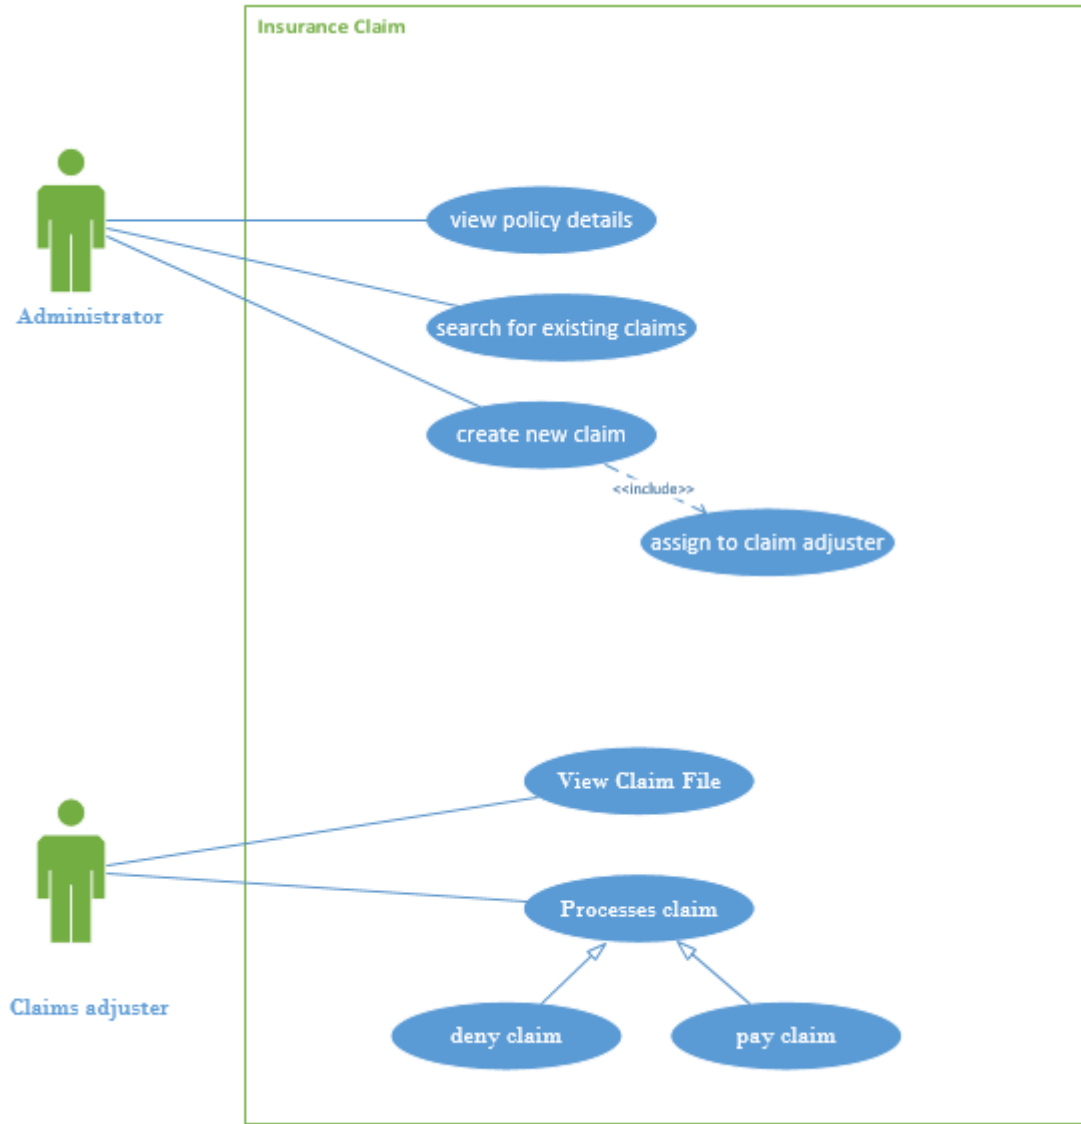 Insurance Claim
view policy details
Administrator
search for existing claims
create new claim
<<include>>
assign to claim adjuster
View Claim File
Processes claim
Claims adjuster
deny claim
pay claim